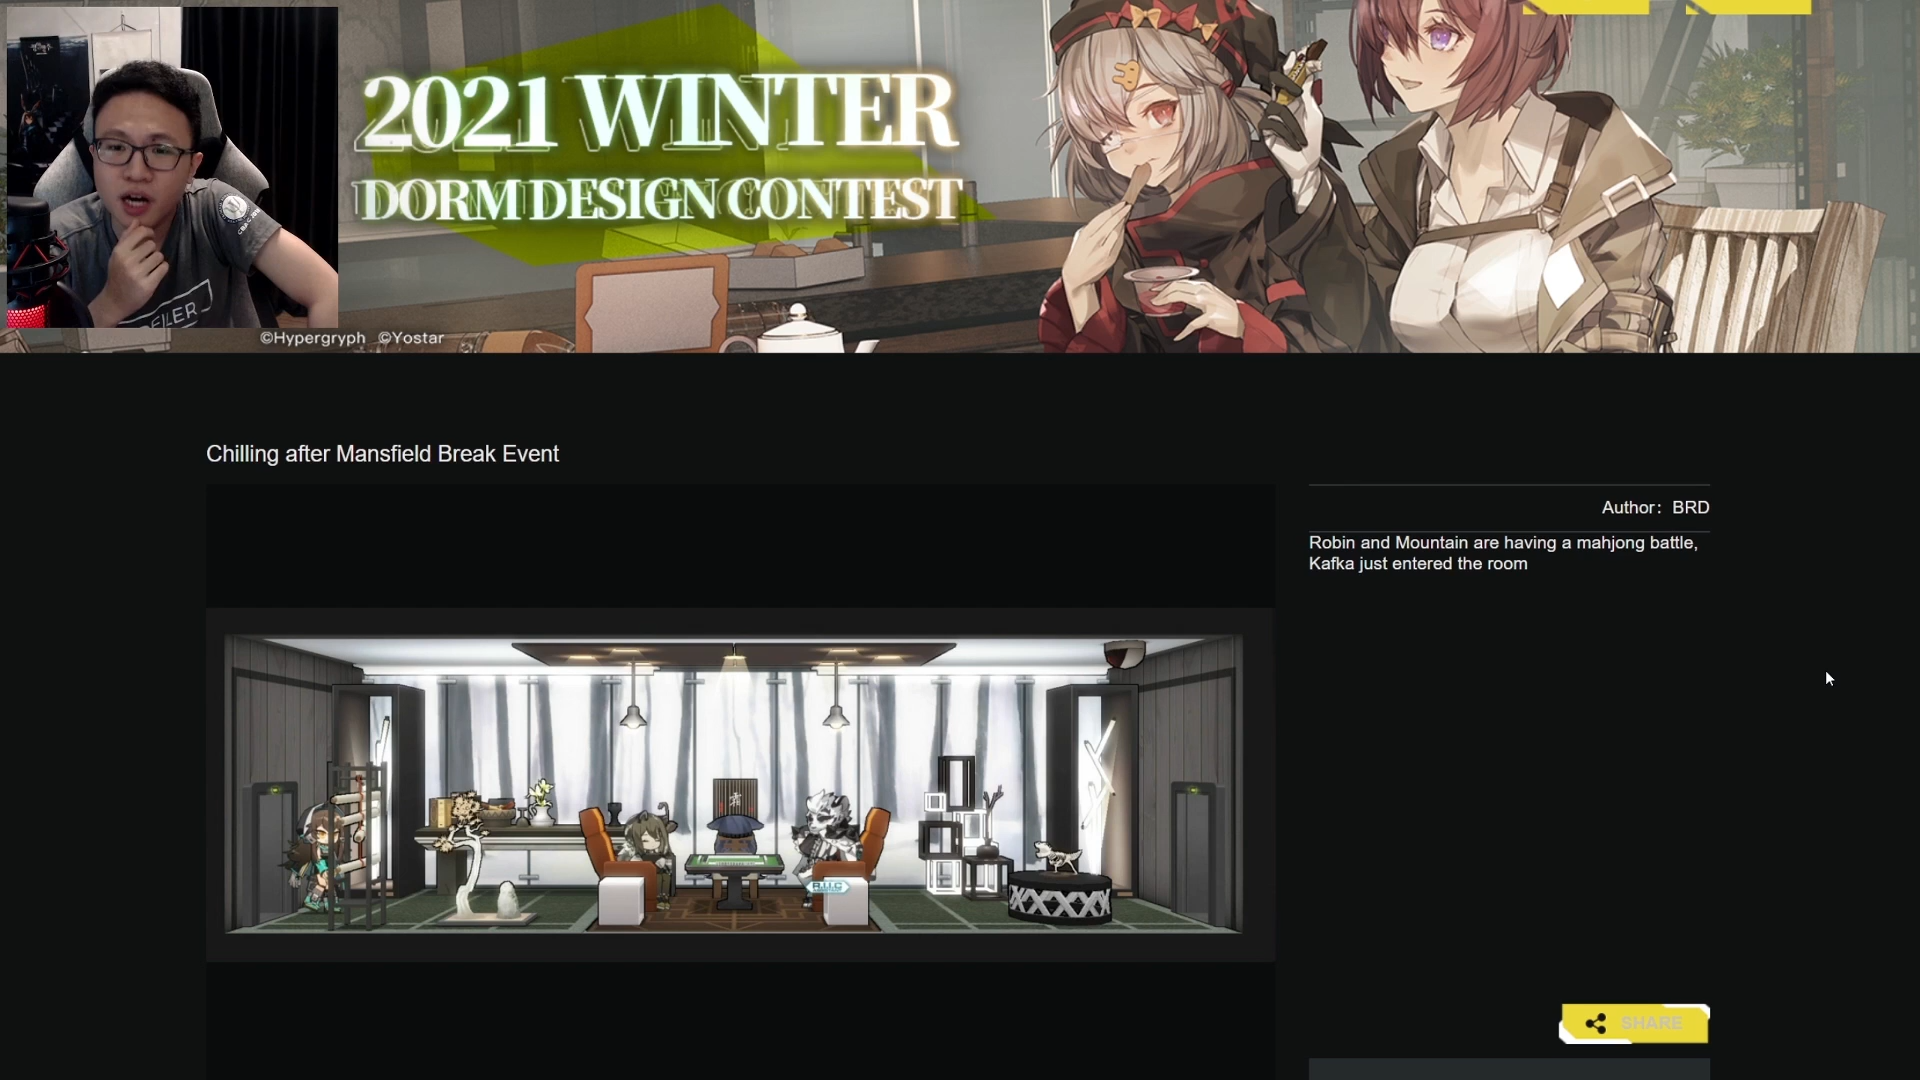 2021 WINTER
DORM DESIGN CONTEST
©Hypergryph ©Yostar
Chilling after Mansfield Break Event
Author: BRD
Robin and Mountain are having a mahjong battle,
Kafka just entered the room
霜
SHARE